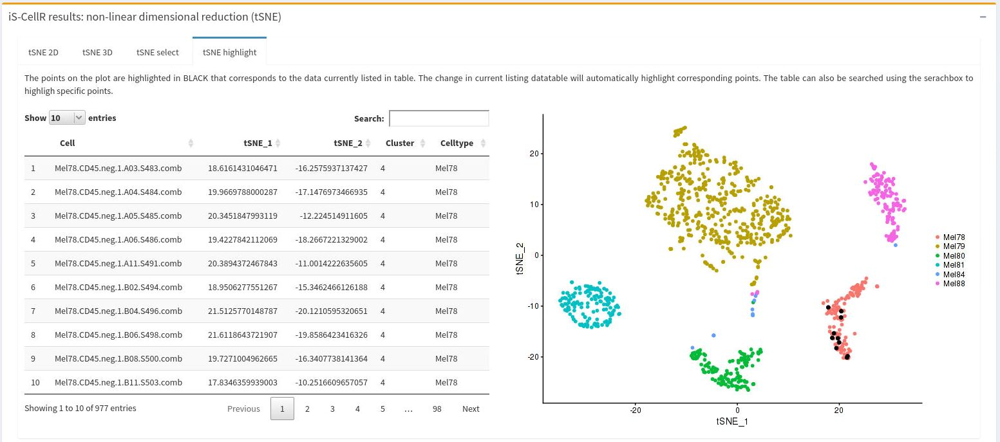 iS-CellR results: non-linear dimensional reduction (tSNE)
tSNE 2D tSNE 3D tSNE select tSNE highlight
The points on the plot are highlighted in BLACK that corresponds to the data currently listed in table. The change in current listing datatable will automatically highlight corresponding points. The table can also be searched using the serachbox to
highligh specific points.
Show 10 entries Search:
Cell tSNE_1 tSNE_2 Cluster Celltype
1 Mel78.CD45.neg.1.A03.S483.comb 18.6161431046471 -16.2575937137427 4 Mel78
2 Mel78.CD45.neg.1.A04.S484.comb 19.9669788000287 -17.1476973466935 4 Mel78
3 Mel78.CD45.neg.1.A05.S485.comb 20.3451847993119 -12.224514911605 4 Mel78
4 Mel78.CD45.neg.1.A06.S486.comb 19.4227842112069 -18.2667221329002 4 Mel78
5 Mel78.CD45.neg.1.A11.S491.comb 20.3894372467843 -11.0014222635605 4 Mel78
6 Mel78.CD45.neg.1.B02.S494.comb 18.9506277551267 -15.3462466126188 4 Mel78
7 Mel78.CD45.neg.1.B04.S496.comb 21.5125770148787 -20.1210595320651 4 Mel78
8 Mel78.CD45.neg.1.B06.S498.comb 21.6118643721907 -19.8586423416326 4 Mel78
9 Mel78.CD45.neg.1.B08.S500.comb 19.7271004962665 -16.3407738141364 4 Mel78
10 Mel78.CD45.neg.1.B11.S503.comb 17.8346359939003 -10.2516609657057 4 Mel78
Showing 1 to 10 of 977 entries Previous 1 2 3 4 5 … 98 Next
tSNE_2
20
10
0
-10
-20
-20 0 20
tSNE_1
Mel78
Mel79
Mel80
Mel81
Mel84
Mel88